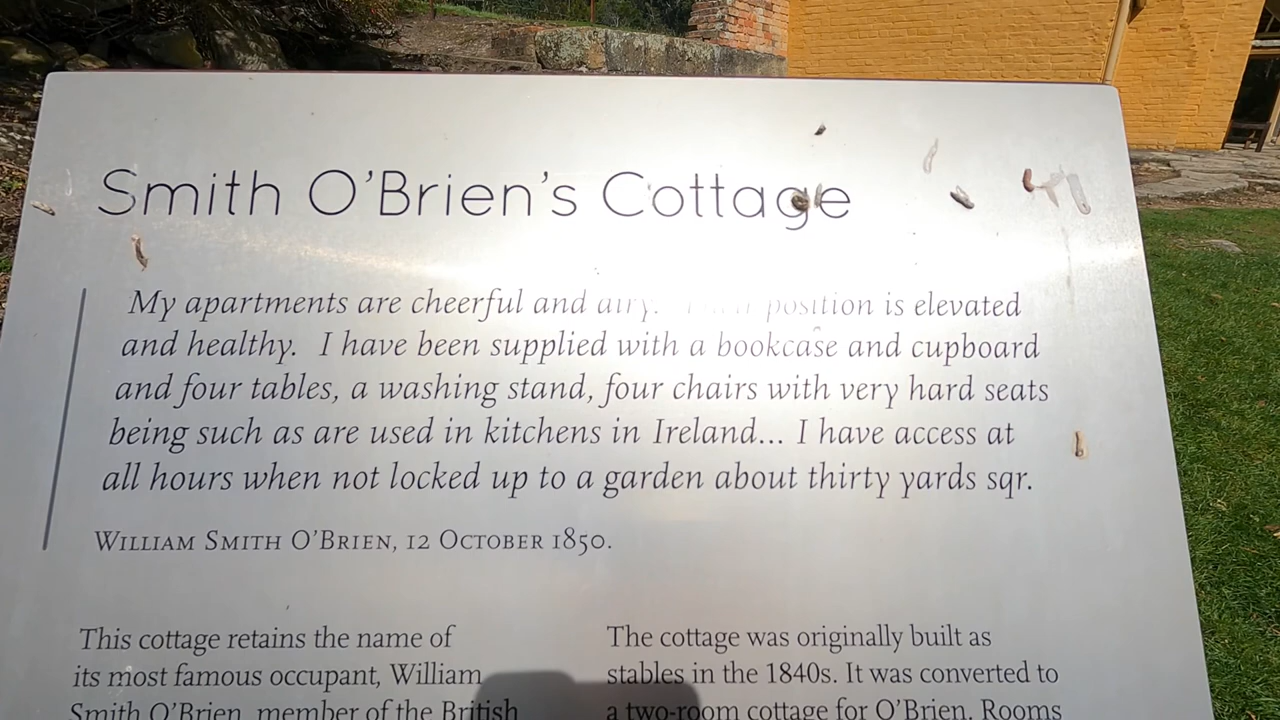 Smith O'Brien's Cottage
My apartments are cheerful and airy. position is elevated
and healthy. I have been supplied with a bookcase and cupboard
and four tables, a washing stand, four chairs with very hard seats
being such as are used in kitchens in Ireland... I have access at
all hours when not locked up to a garden about thirty yards sqr.
William Smith O'Brien, 12 October 1850.
This cottage retains the name of
its most famous occupant, William
Smith O'Brien, member of the British
The cottage was originally built as
stables in the 1840s. It was converted to
a two-room cottage for O'Brien. Rooms